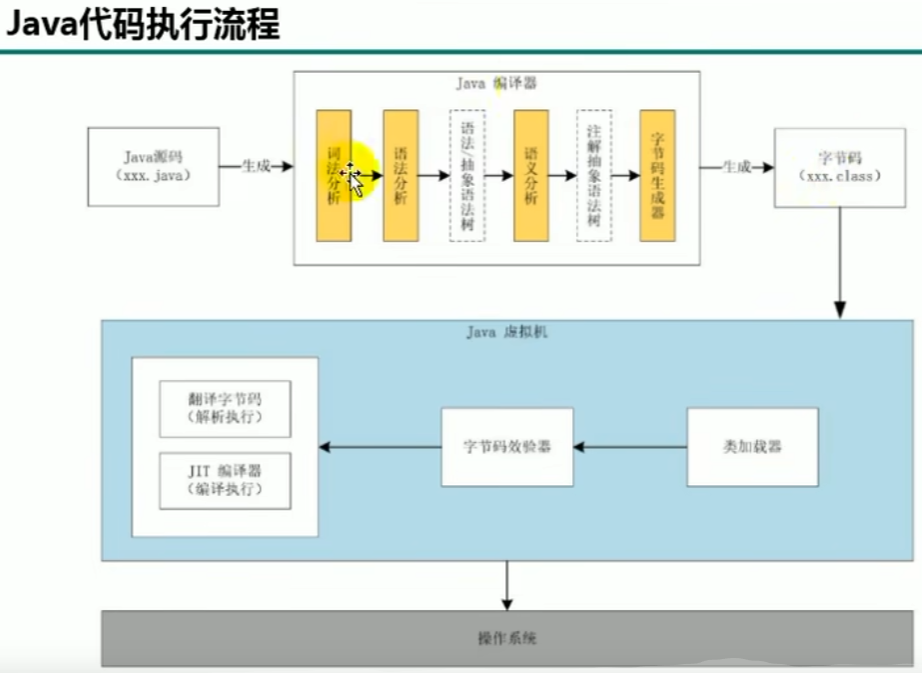 Java代码执行流程
Java 编译器
Java源码
(xxx.java)
生成
词法分析
语法分析
语法/抽象语法树
语义分析
注解抽象语法树
字节码生成器
生成
字节码
(xxx.class)
Java 虚拟机
翻译字节码
(解析执行)
JIT 编译器
(编译执行)
字节码效验器
类加载器
操作系统